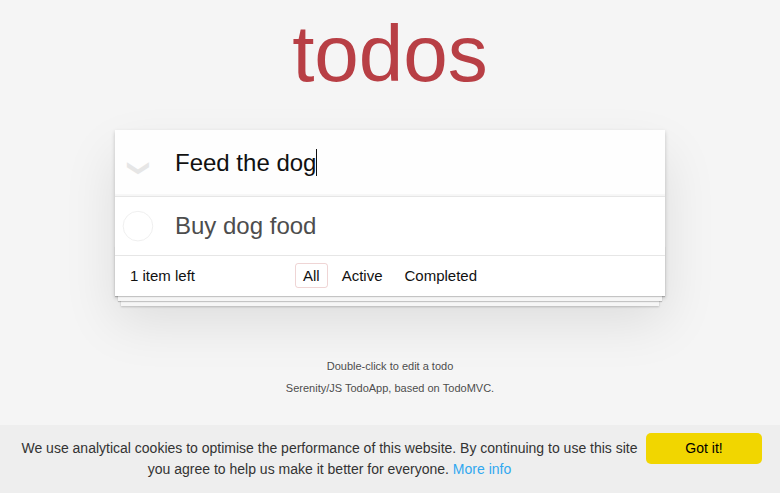 todos
Feed the dog
Buy dog food
1 item left All Active Completed
Double-click to edit a todo
Serenity/JS TodoApp, based on TodoMVC.
We use analytical cookies to optimise the performance of this website. By continuing to use this site
you agree to help us make it better for everyone. More info
Got it!